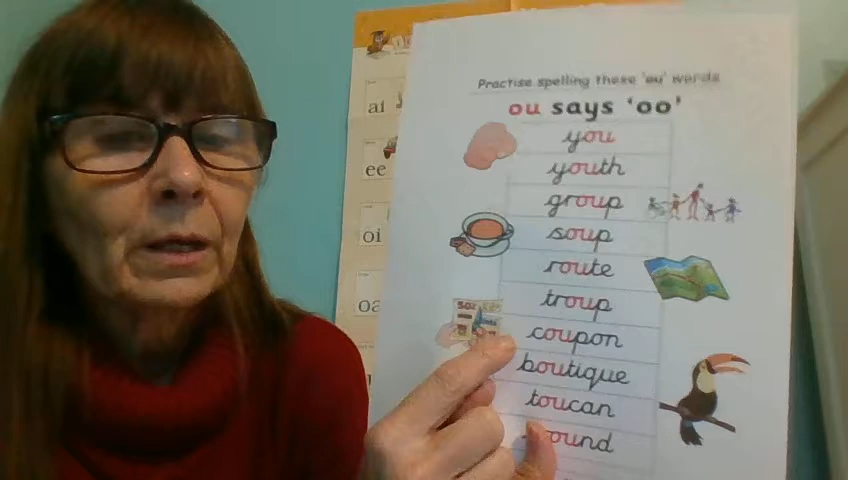 Practise spelling these 'ou' words
ou says 'oo'
you
youth
group
soup
route
troup
coupon
boutique
toucan
ound
ai
ee
oi
oa